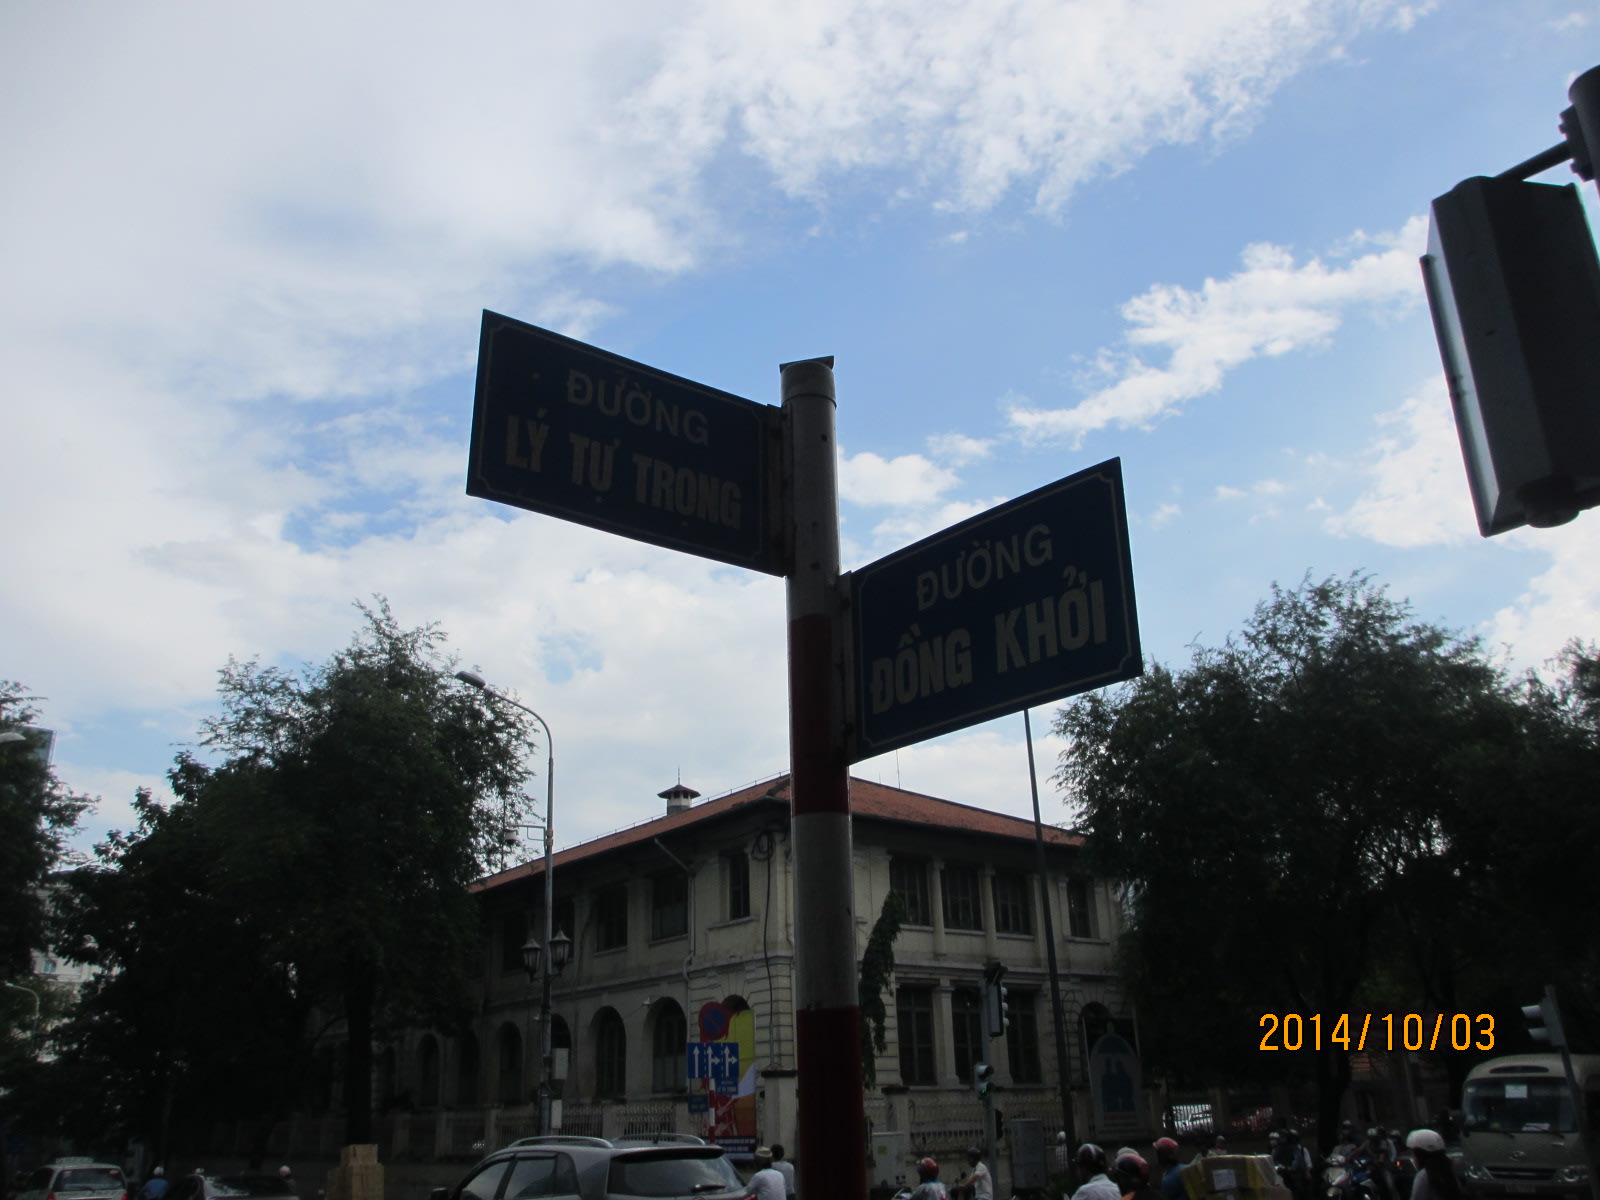 ĐƯỜNG
LÝ TỰ TRỌNG
ĐƯỜNG
ĐỒNG KHỞI
2014/10/03